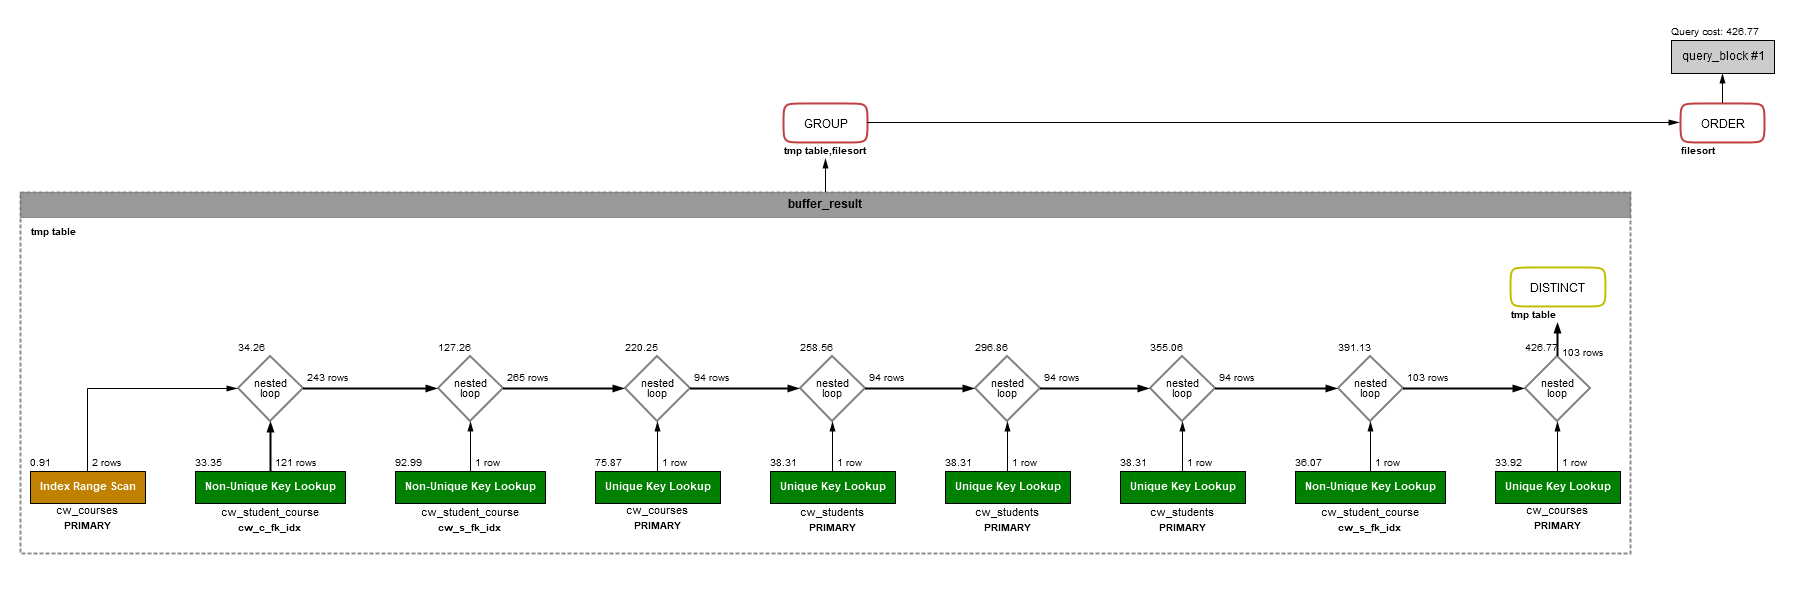 Query cost: 426.77
query_block #1
GROUP
ORDER
tmp table,filesort
filesort
buffer_result
tmp table
DISTINCT
tmp table
34.26
127.26
220.25
258.56
296.86
355.06
391.13
426.77
103 rows
nested loop
243 rows
nested loop
265 rows
nested loop
94 rows
nested loop
94 rows
nested loop
94 rows
nested loop
94 rows
nested loop
103 rows
nested loop
0.91 2 rows
Index Range Scan
cw_courses
PRIMARY
33.35 121 rows
Non-Unique Key Lookup
cw_student_course
cw_c_fk_idx
92.99 1 row
Non-Unique Key Lookup
cw_student_course
cw_s_fk_idx
75.87 1 row
Unique Key Lookup
cw_courses
PRIMARY
38.31 1 row
Unique Key Lookup
cw_students
PRIMARY
38.31 1 row
Unique Key Lookup
cw_students
PRIMARY
38.31 1 row
Unique Key Lookup
cw_students
PRIMARY
36.07 1 row
Non-Unique Key Lookup
cw_student_course
cw_s_fk_idx
33.92 1 row
Unique Key Lookup
cw_courses
PRIMARY